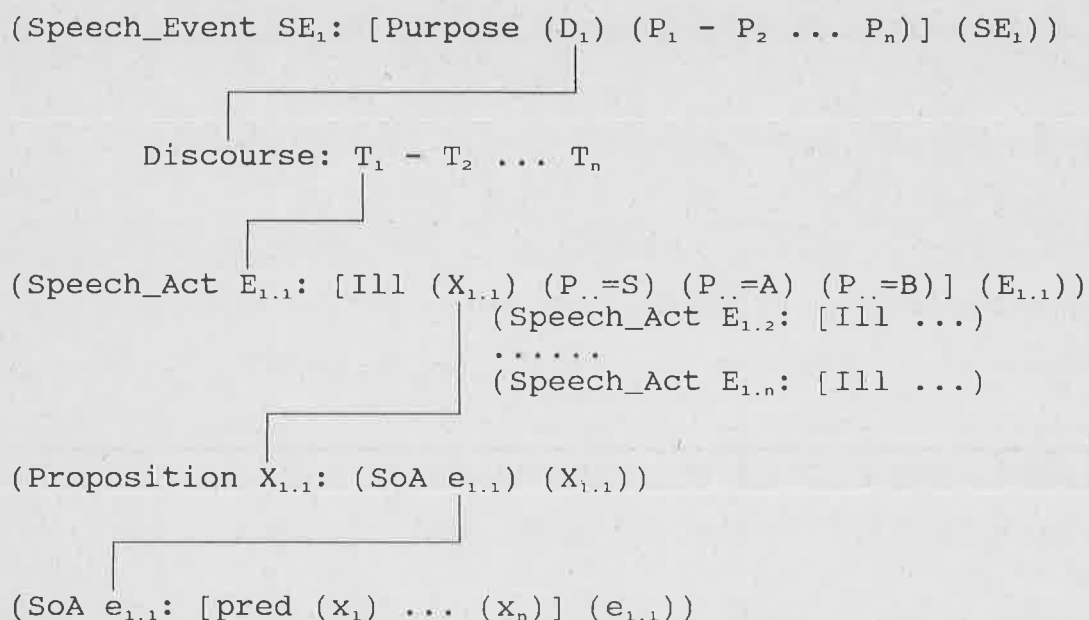 (Speech_Event SE₁: [Purpose (D₁) (P₁ - P₂ ... Pₙ)] (SE₁))
Discourse: T₁ - T₂ ... Tₙ
(Speech_Act E₁.₁: [Ill (X₁.₁) (P..=S) (P..=A) (P..=B)] (E₁.₁))
(Speech_Act E₁.₂: [Ill ...)
......
(Speech_Act E₁.ₙ: [Ill ...)
(Proposition X₁.₁: (SoA e₁.₁) (X₁.₁))
(SoA e₁.₁: [pred (x₁) ... (xₙ)] (e₁.₁))